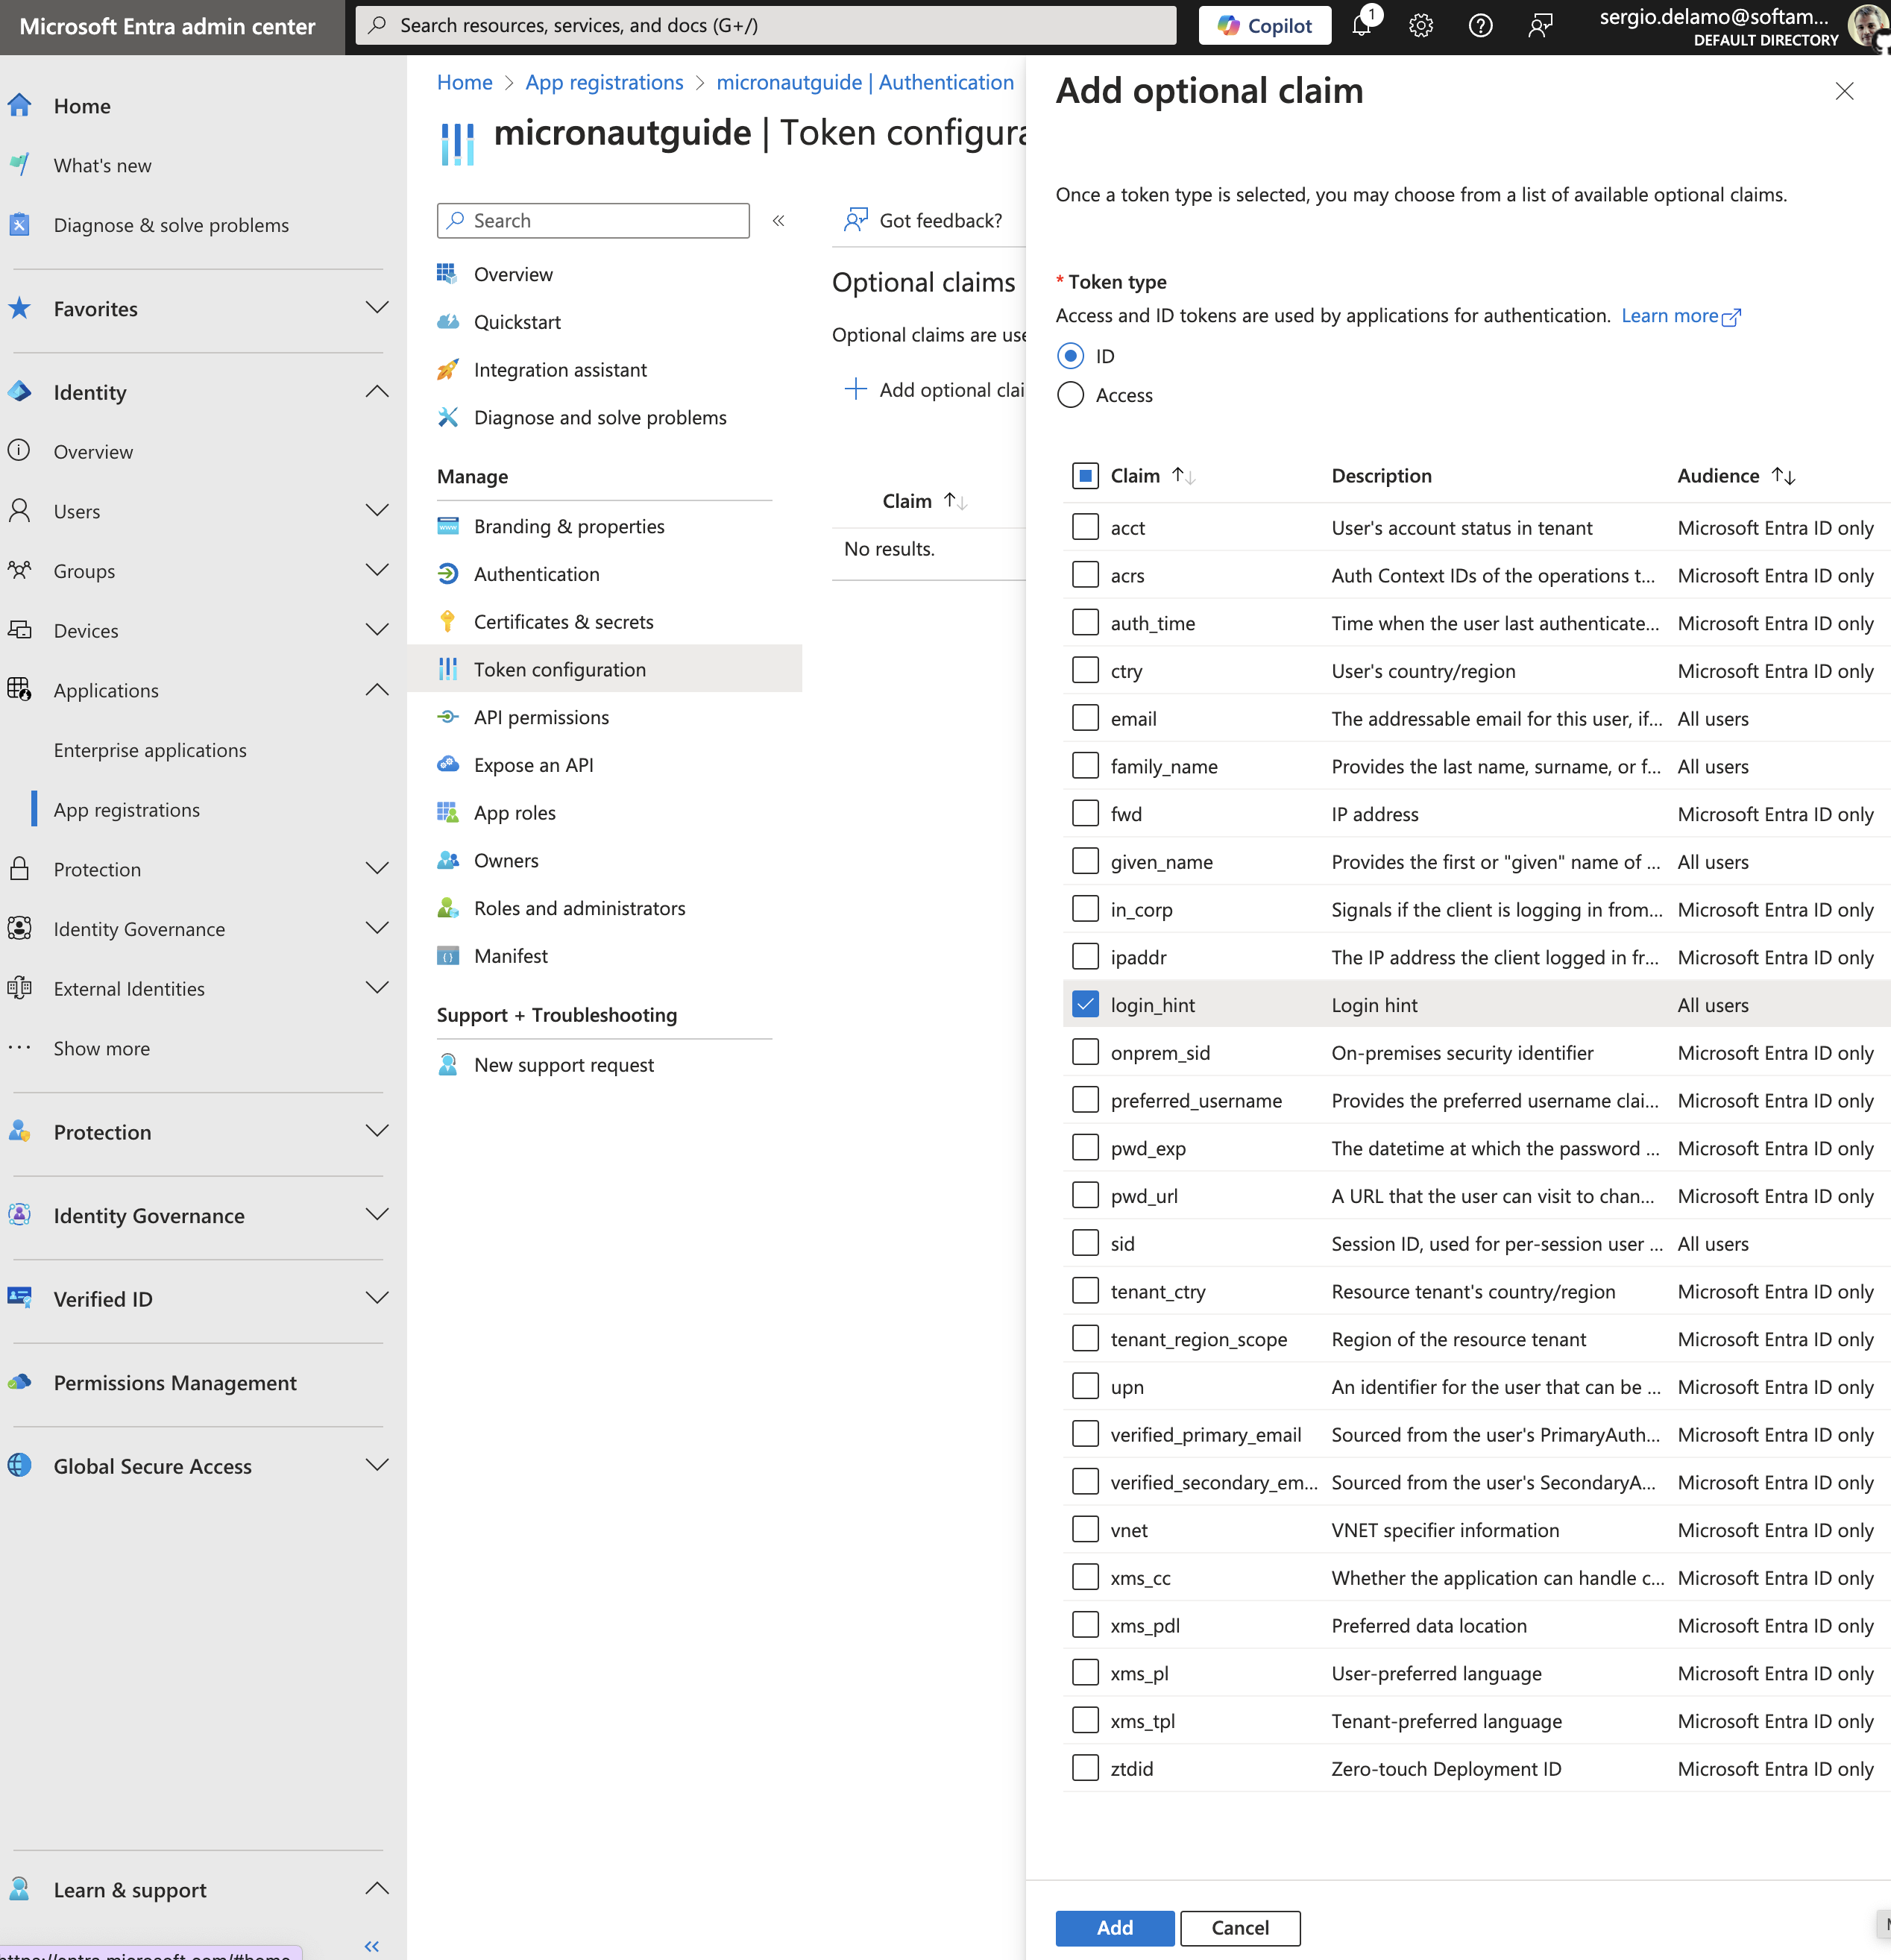 Microsoft Entra admin center
Search resources, services, and docs (G+/)
Copilot
1
sergio.delamo@softam...
DEFAULT DIRECTORY
Home
What's new
Diagnose & solve problems
Favorites
Identity
Overview
Users
Groups
Devices
Applications
Enterprise applications
App registrations
Protection
Identity Governance
External Identities
Show more
Protection
Identity Governance
Verified ID
Permissions Management
Global Secure Access
Learn & support
Home > App registrations > micronautguide | Authentication
micronautguide | Token configura
Search
«
Overview
Quickstart
Integration assistant
Diagnose and solve problems
Manage
Branding & properties
Authentication
Certificates & secrets
Token configuration
API permissions
Expose an API
App roles
Owners
Roles and administrators
Manifest
Support + Troubleshooting
New support request
Got feedback?
Optional claims
Optional claims are use
Add optional clai
Claim
No results.
Add optional claim
Once a token type is selected, you may choose from a list of available optional claims.
* Token type
Access and ID tokens are used by applications for authentication. Learn more
ID
Access
Claim Description Audience
acct User's account status in tenant Microsoft Entra ID only
acrs Auth Context IDs of the operations t... Microsoft Entra ID only
auth_time Time when the user last authenticate... Microsoft Entra ID only
ctry User's country/region Microsoft Entra ID only
email The addressable email for this user, if... All users
family_name Provides the last name, surname, or f... All users
fwd IP address Microsoft Entra ID only
given_name Provides the first or "given" name of ... All users
in_corp Signals if the client is logging in from... Microsoft Entra ID only
ipaddr The IP address the client logged in fr... Microsoft Entra ID only
login_hint Login hint All users
onprem_sid On-premises security identifier Microsoft Entra ID only
preferred_username Provides the preferred username clai... Microsoft Entra ID only
pwd_exp The datetime at which the password ... Microsoft Entra ID only
pwd_url A URL that the user can visit to chan... Microsoft Entra ID only
sid Session ID, used for per-session user ... All users
tenant_ctry Resource tenant's country/region Microsoft Entra ID only
tenant_region_scope Region of the resource tenant Microsoft Entra ID only
upn An identifier for the user that can be ... Microsoft Entra ID only
verified_primary_email Sourced from the user's PrimaryAuth... Microsoft Entra ID only
verified_secondary_em... Sourced from the user's SecondaryA... Microsoft Entra ID only
vnet VNET specifier information Microsoft Entra ID only
xms_cc Whether the application can handle c... Microsoft Entra ID only
xms_pdl Preferred data location Microsoft Entra ID only
xms_pl User-preferred language Microsoft Entra ID only
xms_tpl Tenant-preferred language Microsoft Entra ID only
ztdid Zero-touch Deployment ID Microsoft Entra ID only
Add
Cancel
«